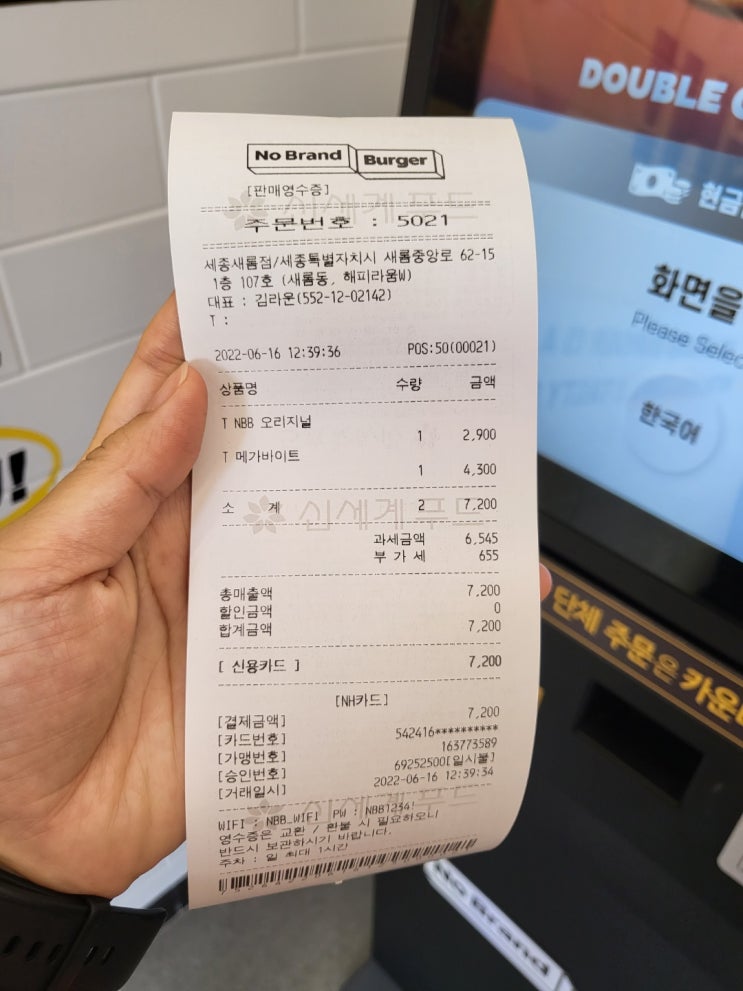 No Brand Burger
[판매영수증]
주문번호 : 5021
세종새롬점/세종특별자치시 새롬중앙로 62-15
1층 107호 (새롬동, 해피라움W)
대표 : 김라운(552-12-02142)
T :
2022-06-16 12:39:36 POS:50(00021)
상품명 수량 금액
T NBB 오리지널
1 2,900
T 메가바이트
1 4,300
소 계 2 7,200
신세계푸드
과세금액 6,545
부 가 세 655
총매출액 7,200
할인금액 0
합계금액 7,200
[ 신용카드 ] 7,200
[NH카드]
[결제금액] 7,200
[카드번호] 542416**********
[가맹번호] 163773589
[승인번호] 69252500[일시불]
[거래일시] 2022-06-16 12:39:34
WIFI : NBB_WIFI PW : NBB1234!
영수증은 교환 / 환불 시 필요하오니
반드시 보관하시기 바랍니다.
주차 : 일 최대 1시간
DOUBLE
현금
화면을
Please Selec
한국어
단체 주문은 카운
No Brand